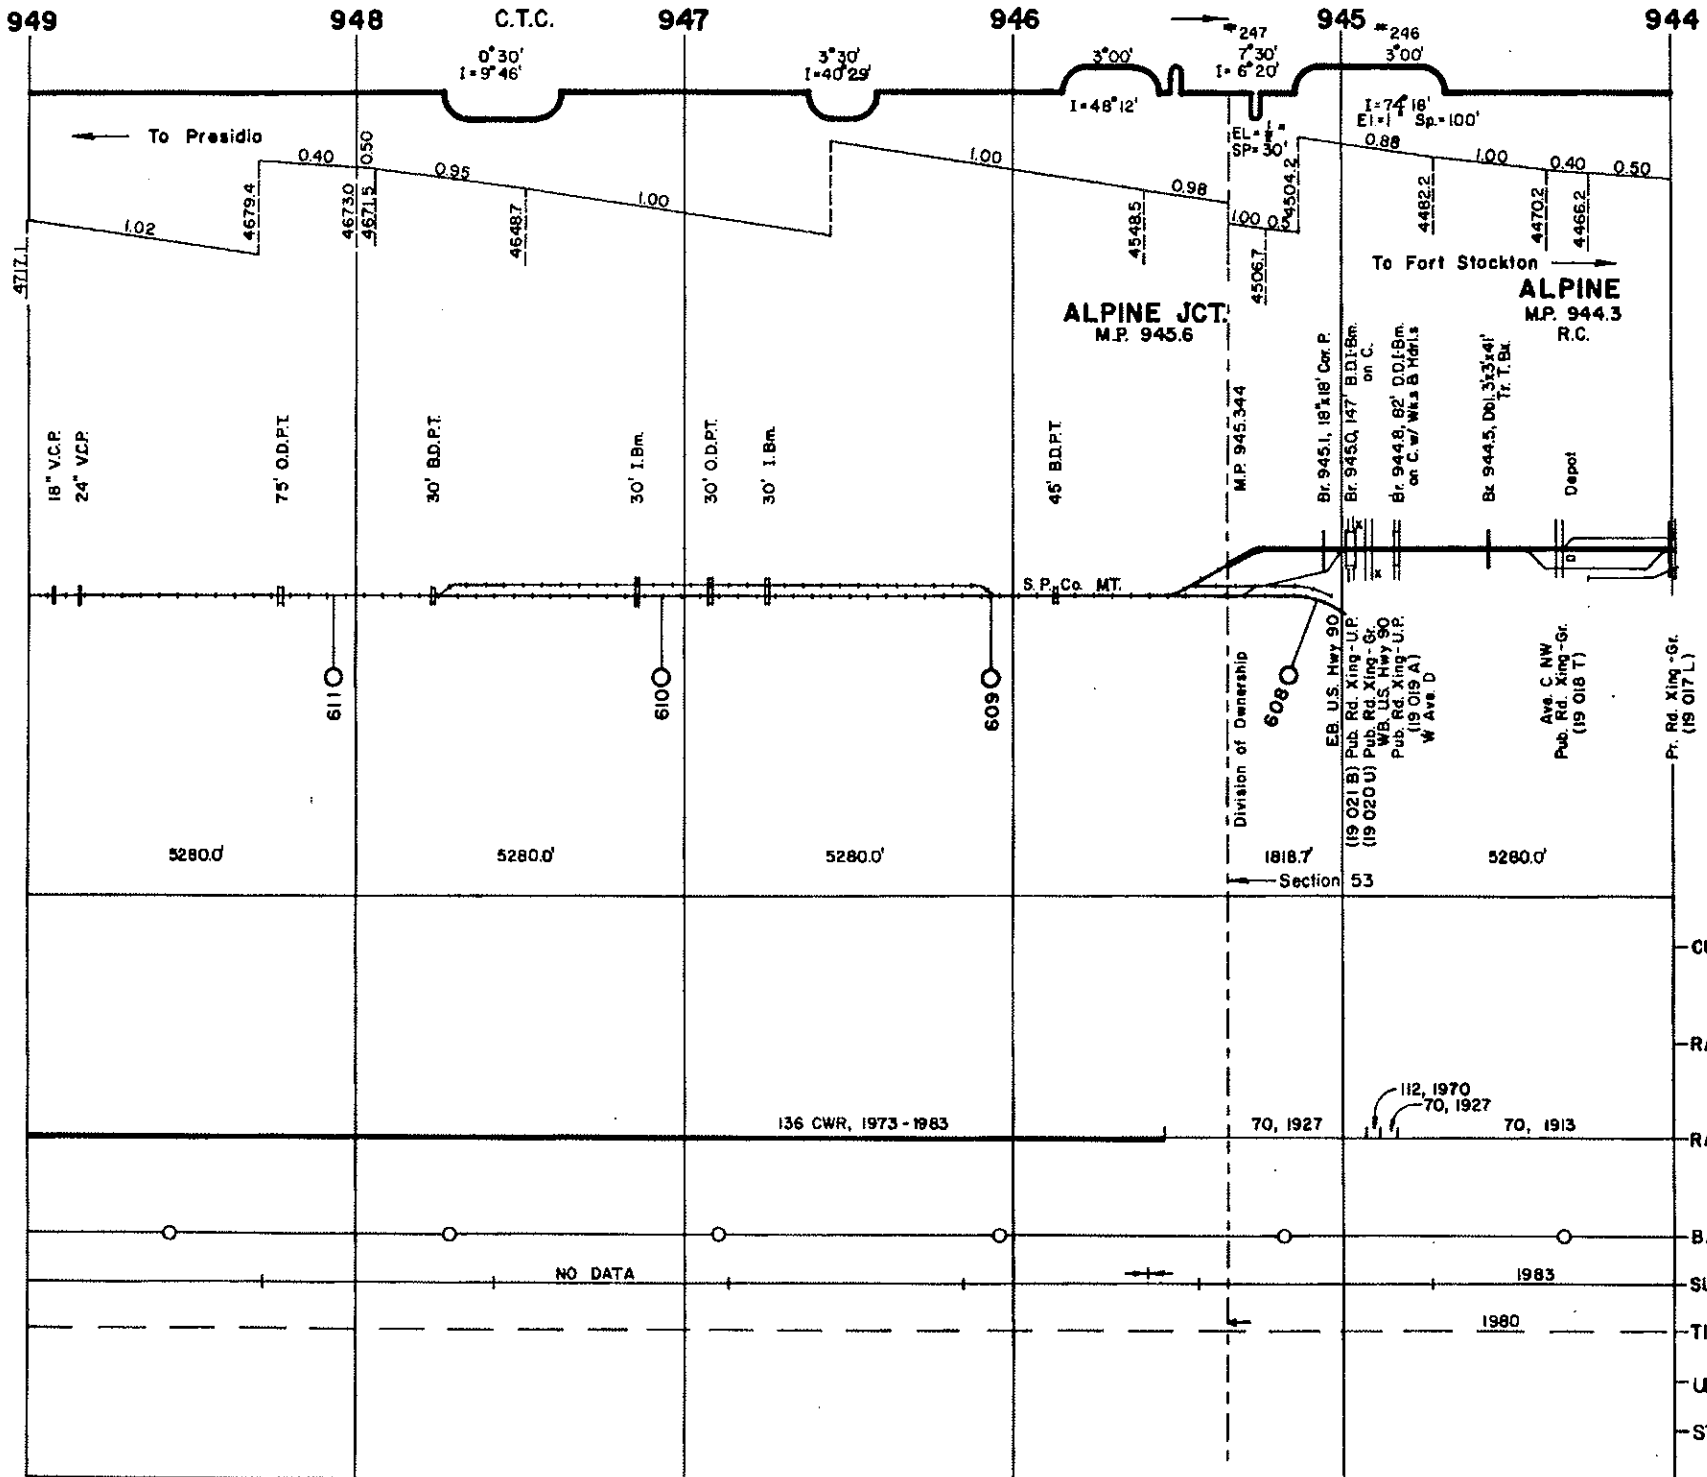 949
948
C.T.C.
947
946
945
944
0°30'
I=9°46'
3°30'
I=40°29'
3°00'
I=48°12'
*247
7°30'
I=6°20'
*246
3°00'
I=74°18'
El.=1" Sp.=100'
SP=30'
To Presidio
1.02
0.40
0.50
0.95
1.00
1.00
0.98
1.00
0.88
1.00
0.40
0.50
4717.1
4679.4
4673.0
4671.5
4648.7
4548.5
4506.7
4504.2
4482.2
4470.2
4466.2
To Fort Stockton
ALPINE JCT.
M.P. 945.6
ALPINE
M.P. 944.3
R.C.
18" V.C.P.
24" V.C.P.
75' O.D.P.T.
30' B.D.P.T.
30' I.Bm.
30' O.D.P.T.
30' I.Bm.
45' B.D.P.T.
M.P. 945.344
Br. 945.1, 18"x18' Cor. P.
Br. 945.0, 147' B.D.I-Bm.
on C.
Br. 944.8, 82' O.D.I-Bm.
on C. w/ Wks B Hdrl.s
Br. 944.5, Dbl. 3'x3'x41'
Tr. T. Bx.
Depot
S.P. Co. MT.
611
610
609
608
Division of Ownership
E.B. U.S. Hwy 90
(19 021 B) Pub. Rd. Xing-U.P.
(19 020 U) Pub. Rd. Xing-Gr.
W.B. U.S. Hwy 90
Pub. Rd. Xing-U.P.
(19 019 A)
W Ave. D
Ave. C NW
Pub. Rd. Xing-Gr.
(19 018 T)
Pr. Rd. Xing-Gr.
(19 017 L)
5280.0'
5280.0'
5280.0'
1818.7'
5280.0'
Section 53
136 CWR, 1973-1983
70, 1927
112, 1970
70, 1927
70, 1913
NO DATA
1983
1980